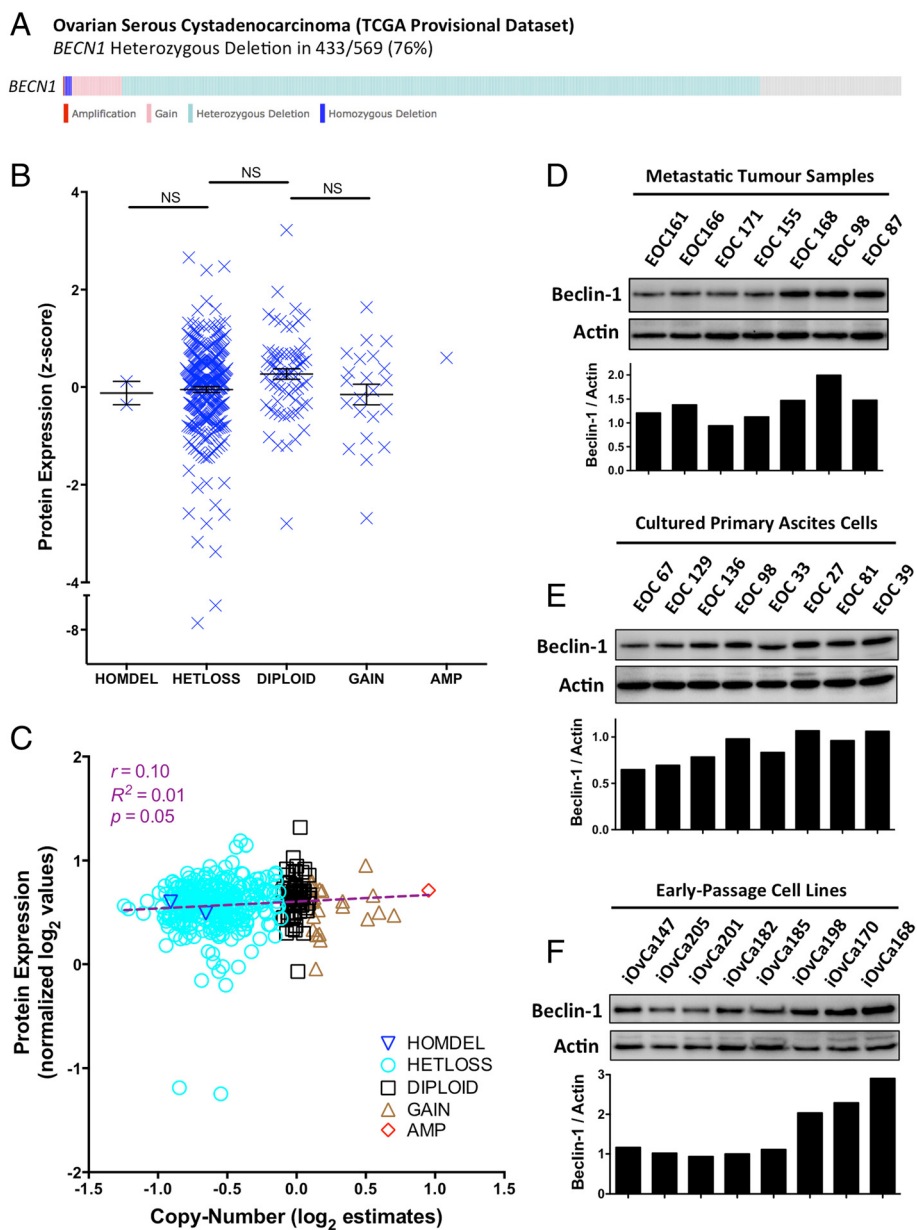 A
Ovarian Serous Cystadenocarcinoma (TCGA Provisional Dataset)
BECN1 Heterozygous Deletion in 433/569 (76%)
BECN1
Amplification Gain Heterozygous Deletion Homozygous Deletion
B
NS NS NS
Protein Expression (z-score)
4
2
0
-2
-4
-8
HOMDEL HETLOSS DIPLOID GAIN AMP
C
r = 0.10
R² = 0.01
p = 0.05
Protein Expression
(normalized log₂ values)
2
1
0
-1
-2
HOMDEL
HETLOSS
DIPLOID
GAIN
AMP
-1.5 -1.0 -0.5 0.0 0.5 1.0 1.5
Copy-Number (log₂ estimates)
D
Metastatic Tumour Samples
EOC161 EOC166 EOC 171 EOC 155 EOC 168 EOC 98 EOC 87
Beclin-1
Actin
Beclin-1 / Actin
2.0
1.5
1.0
0.5
0.0
E
Cultured Primary Ascites Cells
EOC 67 EOC 129 EOC 136 EOC 98 EOC 33 EOC 27 EOC 81 EOC 39
Beclin-1
Actin
Beclin-1 / Actin
1.0
0.5
0.0
F
Early-Passage Cell Lines
iOvCa147 iOvCa205 iOvCa201 iOvCa182 iOvCa185 iOvCa198 iOvCa170 iOvCa168
Beclin-1
Actin
Beclin-1 / Actin
3
2
1
0